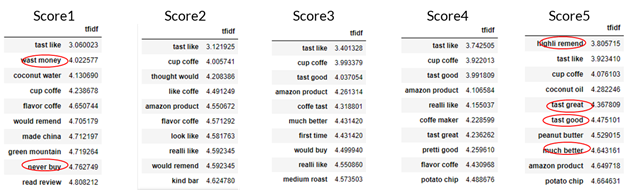 Score1
tfidf
tast like 3.060023
wast money 4.022577
coconut water 4.130690
cup coffe 4.238678
flavor coffe 4.650744
would remend 4.705179
made china 4.712197
green mountain 4.719264
never buy 4.762749
read review 4.808212
Score2
tfidf
tast like 3.121925
cup coffe 4.005741
thought would 4.208386
like coffe 4.491249
amazon product 4.550672
flavor coffe 4.571292
look like 4.581763
realli like 4.592345
would remend 4.592345
kind bar 4.624780
Score3
tfidf
tast like 3.401328
cup coffe 3.993379
tast good 4.037054
amazon product 4.261314
coffe tast 4.318801
much better 4.431420
first time 4.431420
would buy 4.499940
realli like 4.550860
medium roast 4.573503
Score4
tfidf
tast like 3.742505
cup coffe 3.922013
tast good 3.991809
amazon product 4.106584
realli like 4.155037
coffe maker 4.228599
tast great 4.236262
pretti good 4.259610
flavor coffe 4.430968
potato chip 4.488676
Score5
tfidf
highli remend 3.805715
tast like 3.923410
cup coffe 4.076103
coconut oil 4.282246
tast great 4.367809
tast good 4.475101
peanut butter 4.529015
much better 4.643161
amazon product 4.649718
potato chip 4.664631